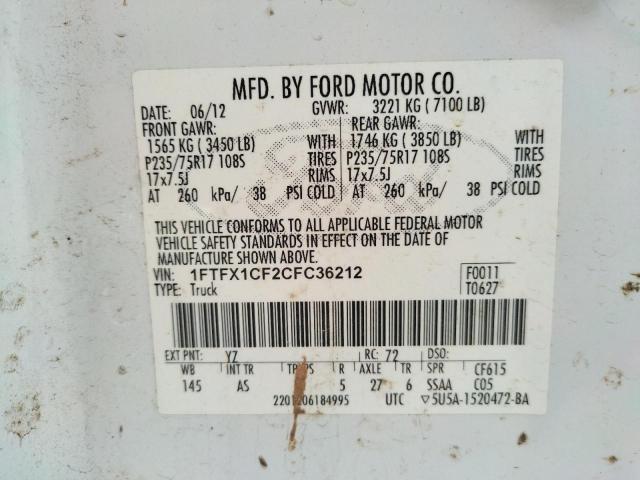 MFD. BY FORD MOTOR CO.
DATE: 06/12 GVWR: 3221 KG ( 7100 LB)
FRONT GAWR: REAR GAWR:
1565 KG ( 3450 LB) WITH 1746 KG ( 3850 LB) WITH
P235/75R17 108S TIRES P235/75R17 108S TIRES
17x7.5J RIMS 17x7.5J RIMS
AT 260 kPa/ 38 PSI COLD AT 260 kPa/ 38 PSI COLD
THIS VEHICLE CONFORMS TO ALL APPLICABLE FEDERAL MOTOR
VEHICLE SAFETY STANDARDS IN EFFECT ON THE DATE OF
MANUFACTURE SHOWN ABOVE.
VIN: 1FTFX1CF2CFC36212 F0011
TYPE: Truck T0627
EXT PNT: YZ RC: 72 DSO:
WB INT TR R AXLE TR SPR CF615
145 AS 5 27 6 SSAA C05
UTC ▽5U5A-1520472-BA